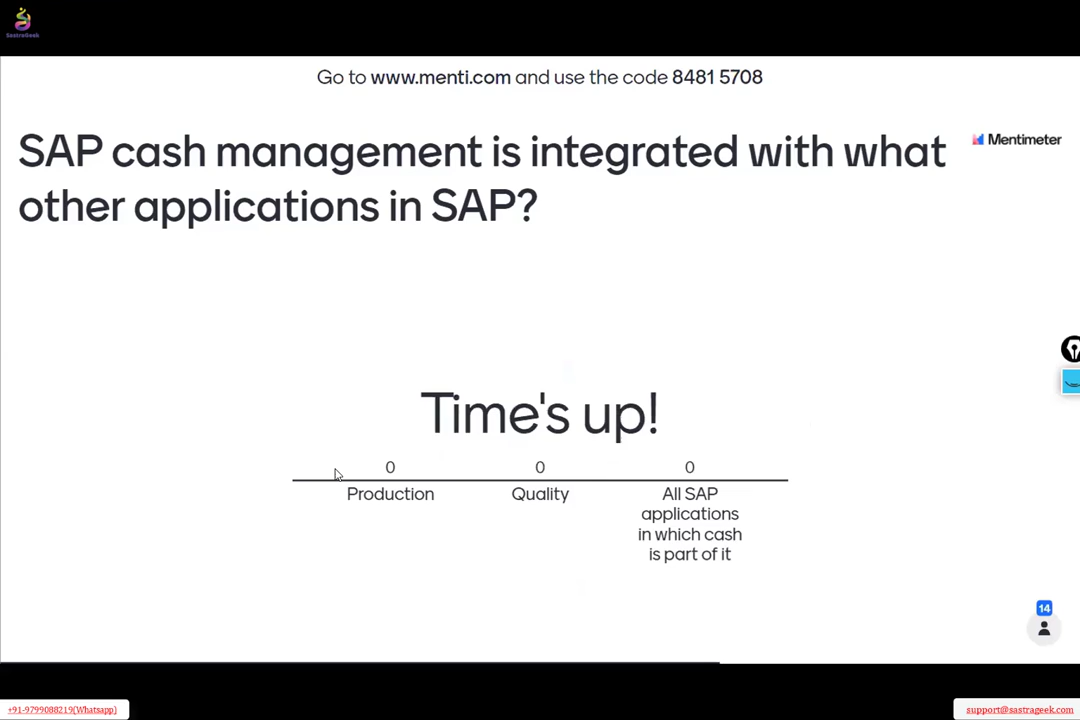 SastraGeek
Go to www.menti.com and use the code 8481 5708
SAP cash management is integrated with what
other applications in SAP?
Mentimeter
Time's up!
0 0 0
Production Quality All SAP
applications
in which cash
is part of it
14
+91-9799088219(Whatsapp)
support@sastrageek.com